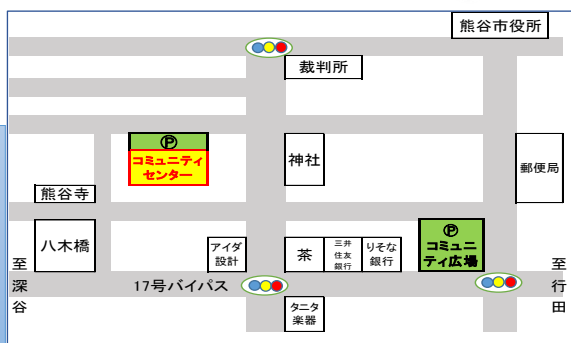 熊谷市役所
裁判所
Ⓟ
コミュニティ
センター
神社
郵便局
熊谷寺
八木橋
アイダ
設計
茶
三井
住友
銀行
りそな
銀行
Ⓟ
コミュニ
ティ広場
至
深
谷
17号バイパス
至
行
田
タニタ
楽器